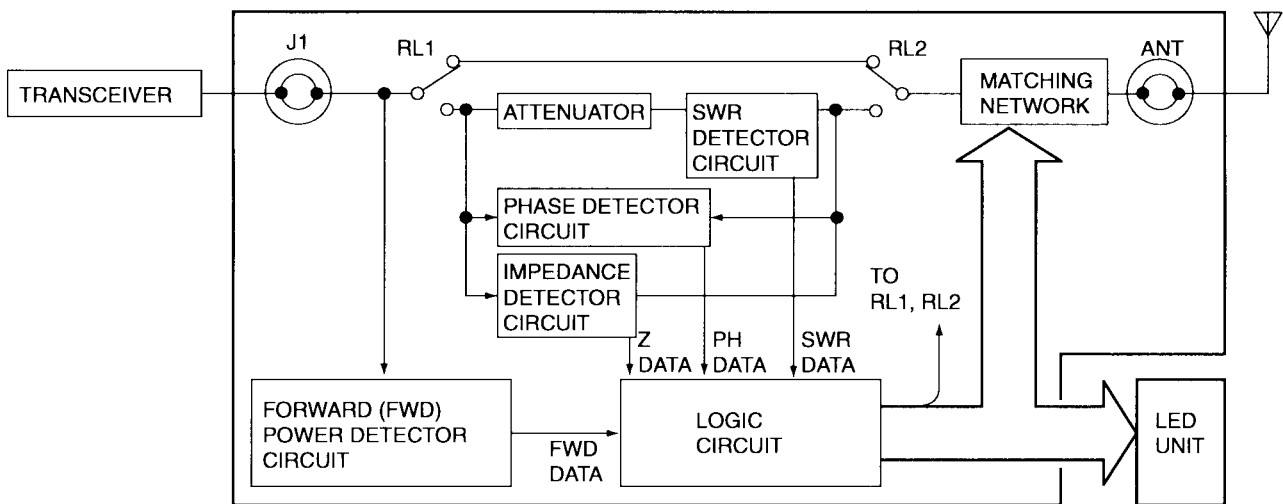 J1
RL1
RL2
ANT
TRANSCEIVER
ATTENUATOR
SWR
DETECTOR
CIRCUIT
MATCHING
NETWORK
PHASE DETECTOR
CIRCUIT
IMPEDANCE
DETECTOR
CIRCUIT
TO
RL1, RL2
Z
DATA
PH
DATA
SWR
DATA
FORWARD (FWD)
POWER DETECTOR
CIRCUIT
FWD
DATA
LOGIC
CIRCUIT
LED
UNIT